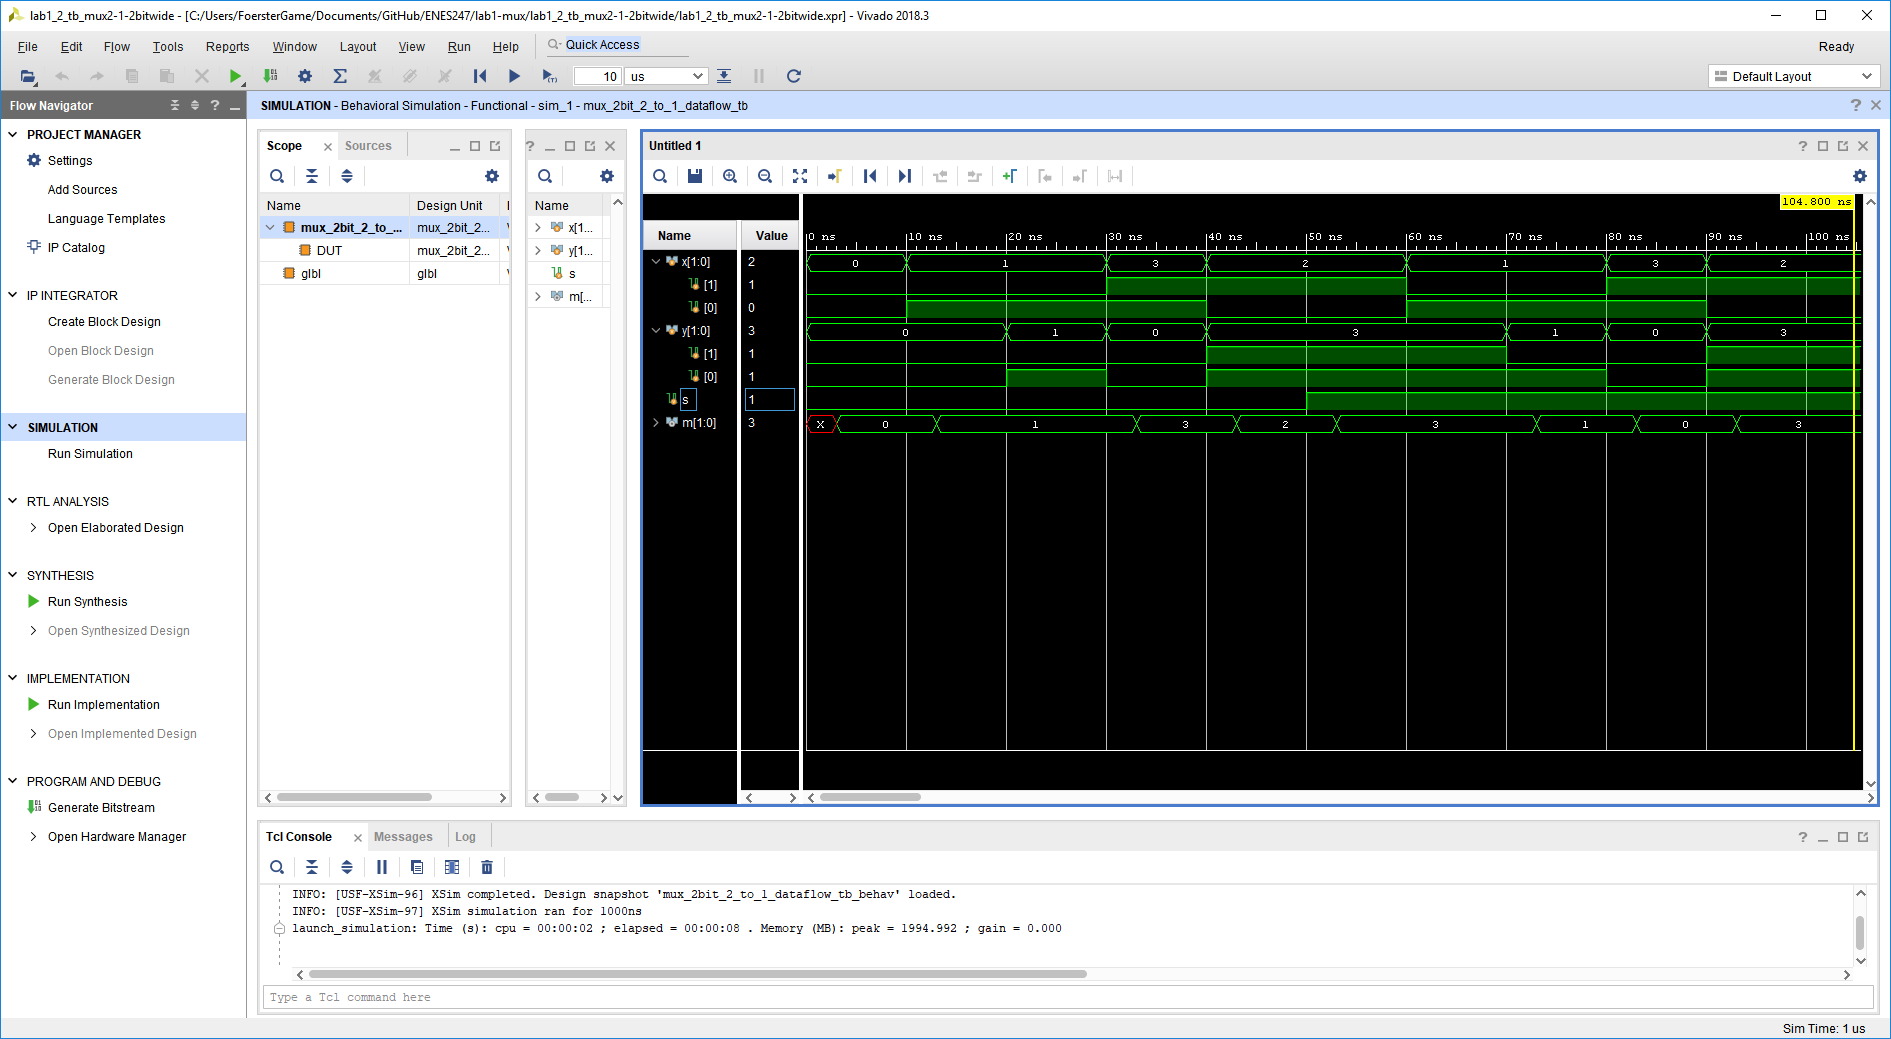 lab1_2_tb_mux2-1-2bitwide - [C:/Users/FoersterGame/Documents/GitHub/ENES247/lab1-mux/lab1_2_tb_mux2-1-2bitwide/lab1_2_tb_mux2-1-2bitwide.xpr] - Vivado 2018.3
File Edit Flow Tools Reports Window Layout View Run Help Quick Access Ready
10 us Default Layout
Flow Navigator
SIMULATION - Behavioral Simulation - Functional - sim_1 - mux_2bit_2_to_1_dataflow_tb
PROJECT MANAGER
Settings
Add Sources
Language Templates
IP Catalog
IP INTEGRATOR
Create Block Design
Open Block Design
Generate Block Design
SIMULATION
Run Simulation
RTL ANALYSIS
Open Elaborated Design
SYNTHESIS
Run Synthesis
Open Synthesized Design
IMPLEMENTATION
Run Implementation
Open Implemented Design
PROGRAM AND DEBUG
Generate Bitstream
Open Hardware Manager
Scope Sources
Name Design Unit
mux_2bit_2_to_... mux_2bit_2...
DUT mux_2bit_2...
glbl glbl
Name
x[1...
y[1...
s
m[...
Untitled 1
104.800 ns
Name Value
0 ns 10 ns 20 ns 30 ns 40 ns 50 ns 60 ns 70 ns 80 ns 90 ns 100 ns
x[1:0] 2 0 1 3 2 1 3 2
[1] 1
[0] 0
y[1:0] 3 0 1 0 3 1 0 3
[1] 1
[0] 1
s 1
m[1:0] 3 X 0 1 3 2 3 1 0 3
Tcl Console Messages Log
INFO: [USF-XSim-96] XSim completed. Design snapshot 'mux_2bit_2_to_1_dataflow_tb_behav' loaded.
INFO: [USF-XSim-97] XSim simulation ran for 1000ns
launch_simulation: Time (s): cpu = 00:00:02 ; elapsed = 00:00:08 . Memory (MB): peak = 1994.992 ; gain = 0.000
Type a Tcl command here
Sim Time: 1 us